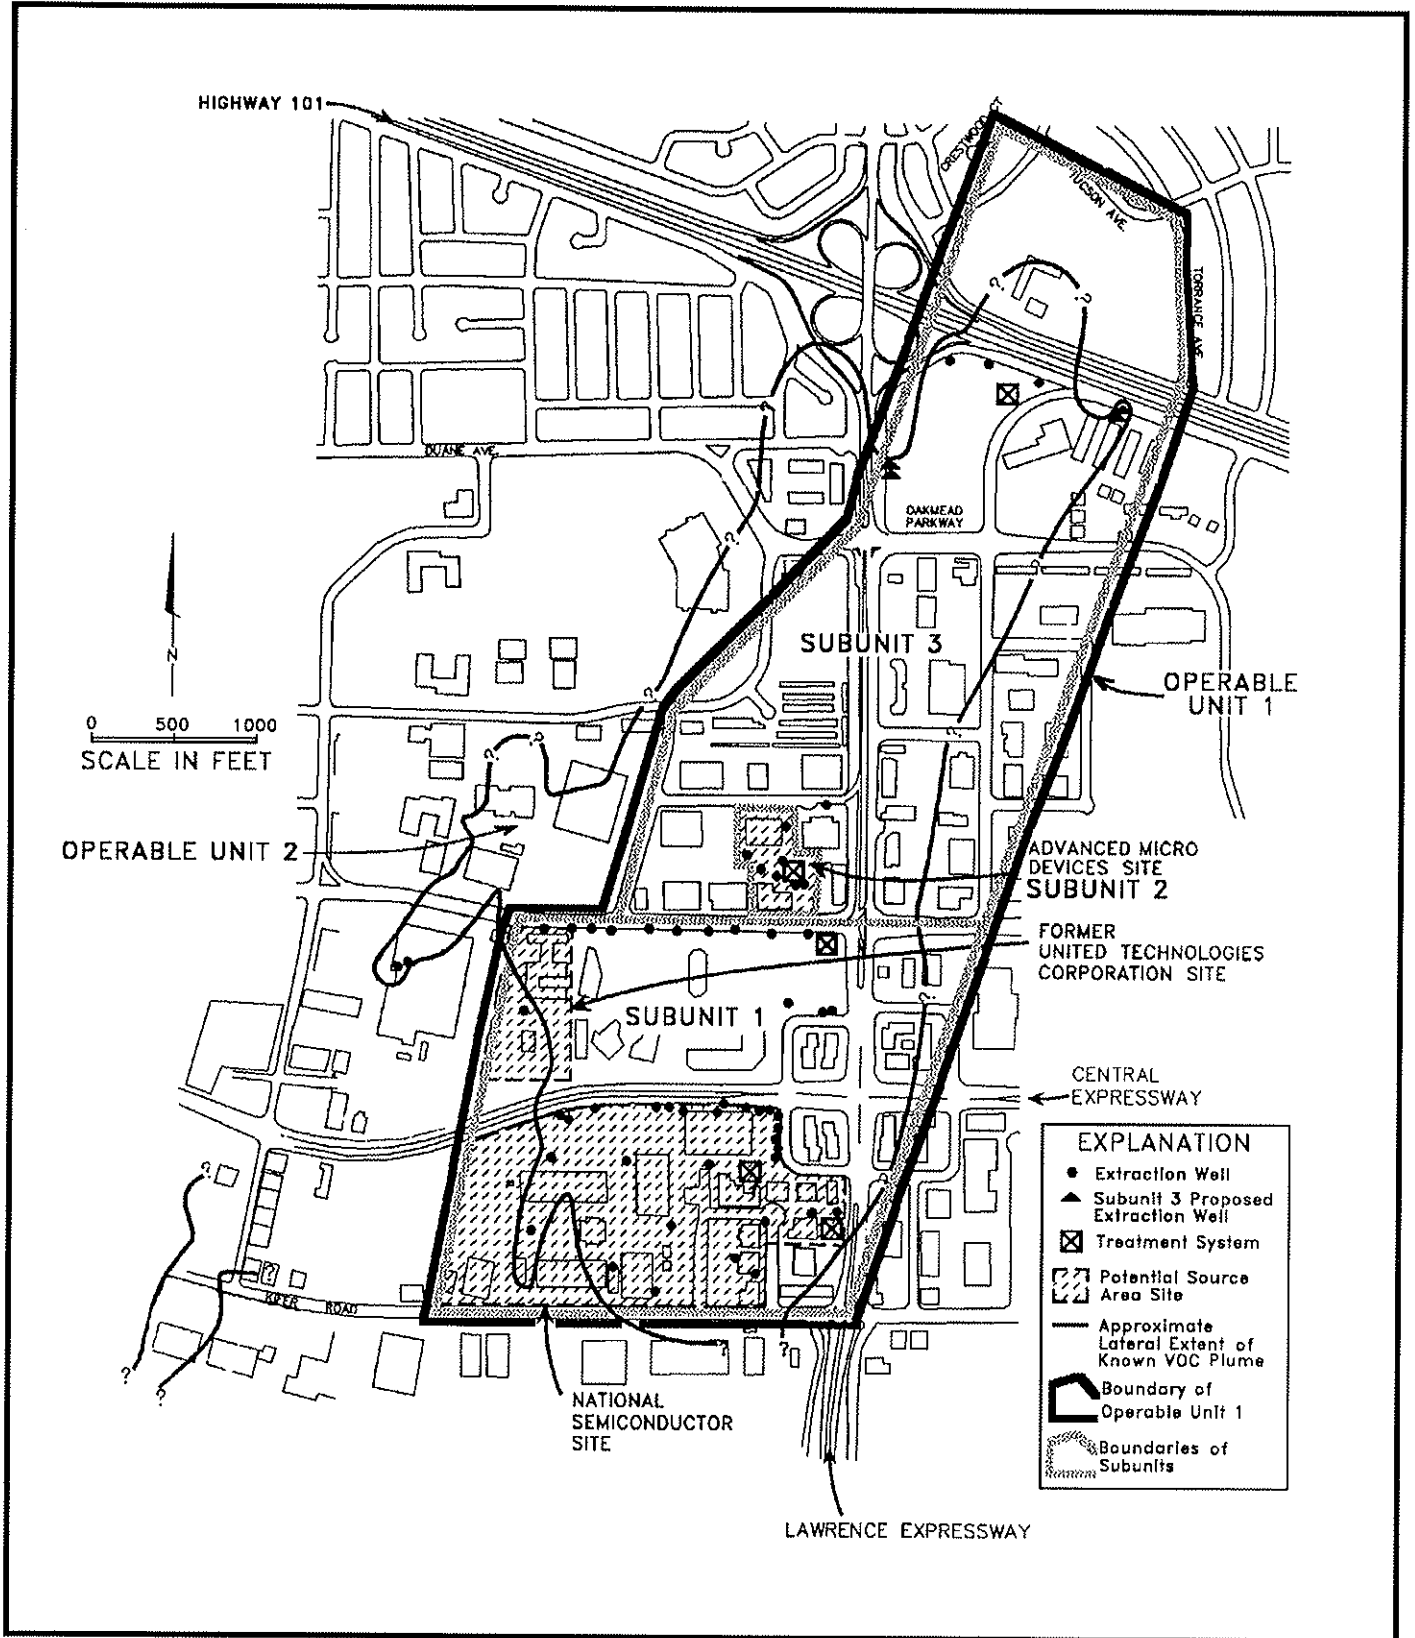 HIGHWAY 101
CRESTWOOD CT
TUCSON AVE.
TORRANCE AVE.
DUANE AVE.
OAKMEAD
PARKWAY
N
SUBUNIT 3
OPERABLE
UNIT 1
0 500 1000
SCALE IN FEET
OPERABLE UNIT 2
ADVANCED MICRO
DEVICES SITE
SUBUNIT 2
FORMER
UNITED TECHNOLOGIES
CORPORATION SITE
SUBUNIT 1
CENTRAL
EXPRESSWAY
KIFER ROAD
NATIONAL
SEMICONDUCTOR
SITE
LAWRENCE EXPRESSWAY
EXPLANATION
Extraction Well
Subunit 3 Proposed
Extraction Well
Treatment System
Potential Source
Area Site
Approximate
Lateral Extent of
Known VOC Plume
Boundary of
Operable Unit 1
Boundaries of
Subunits